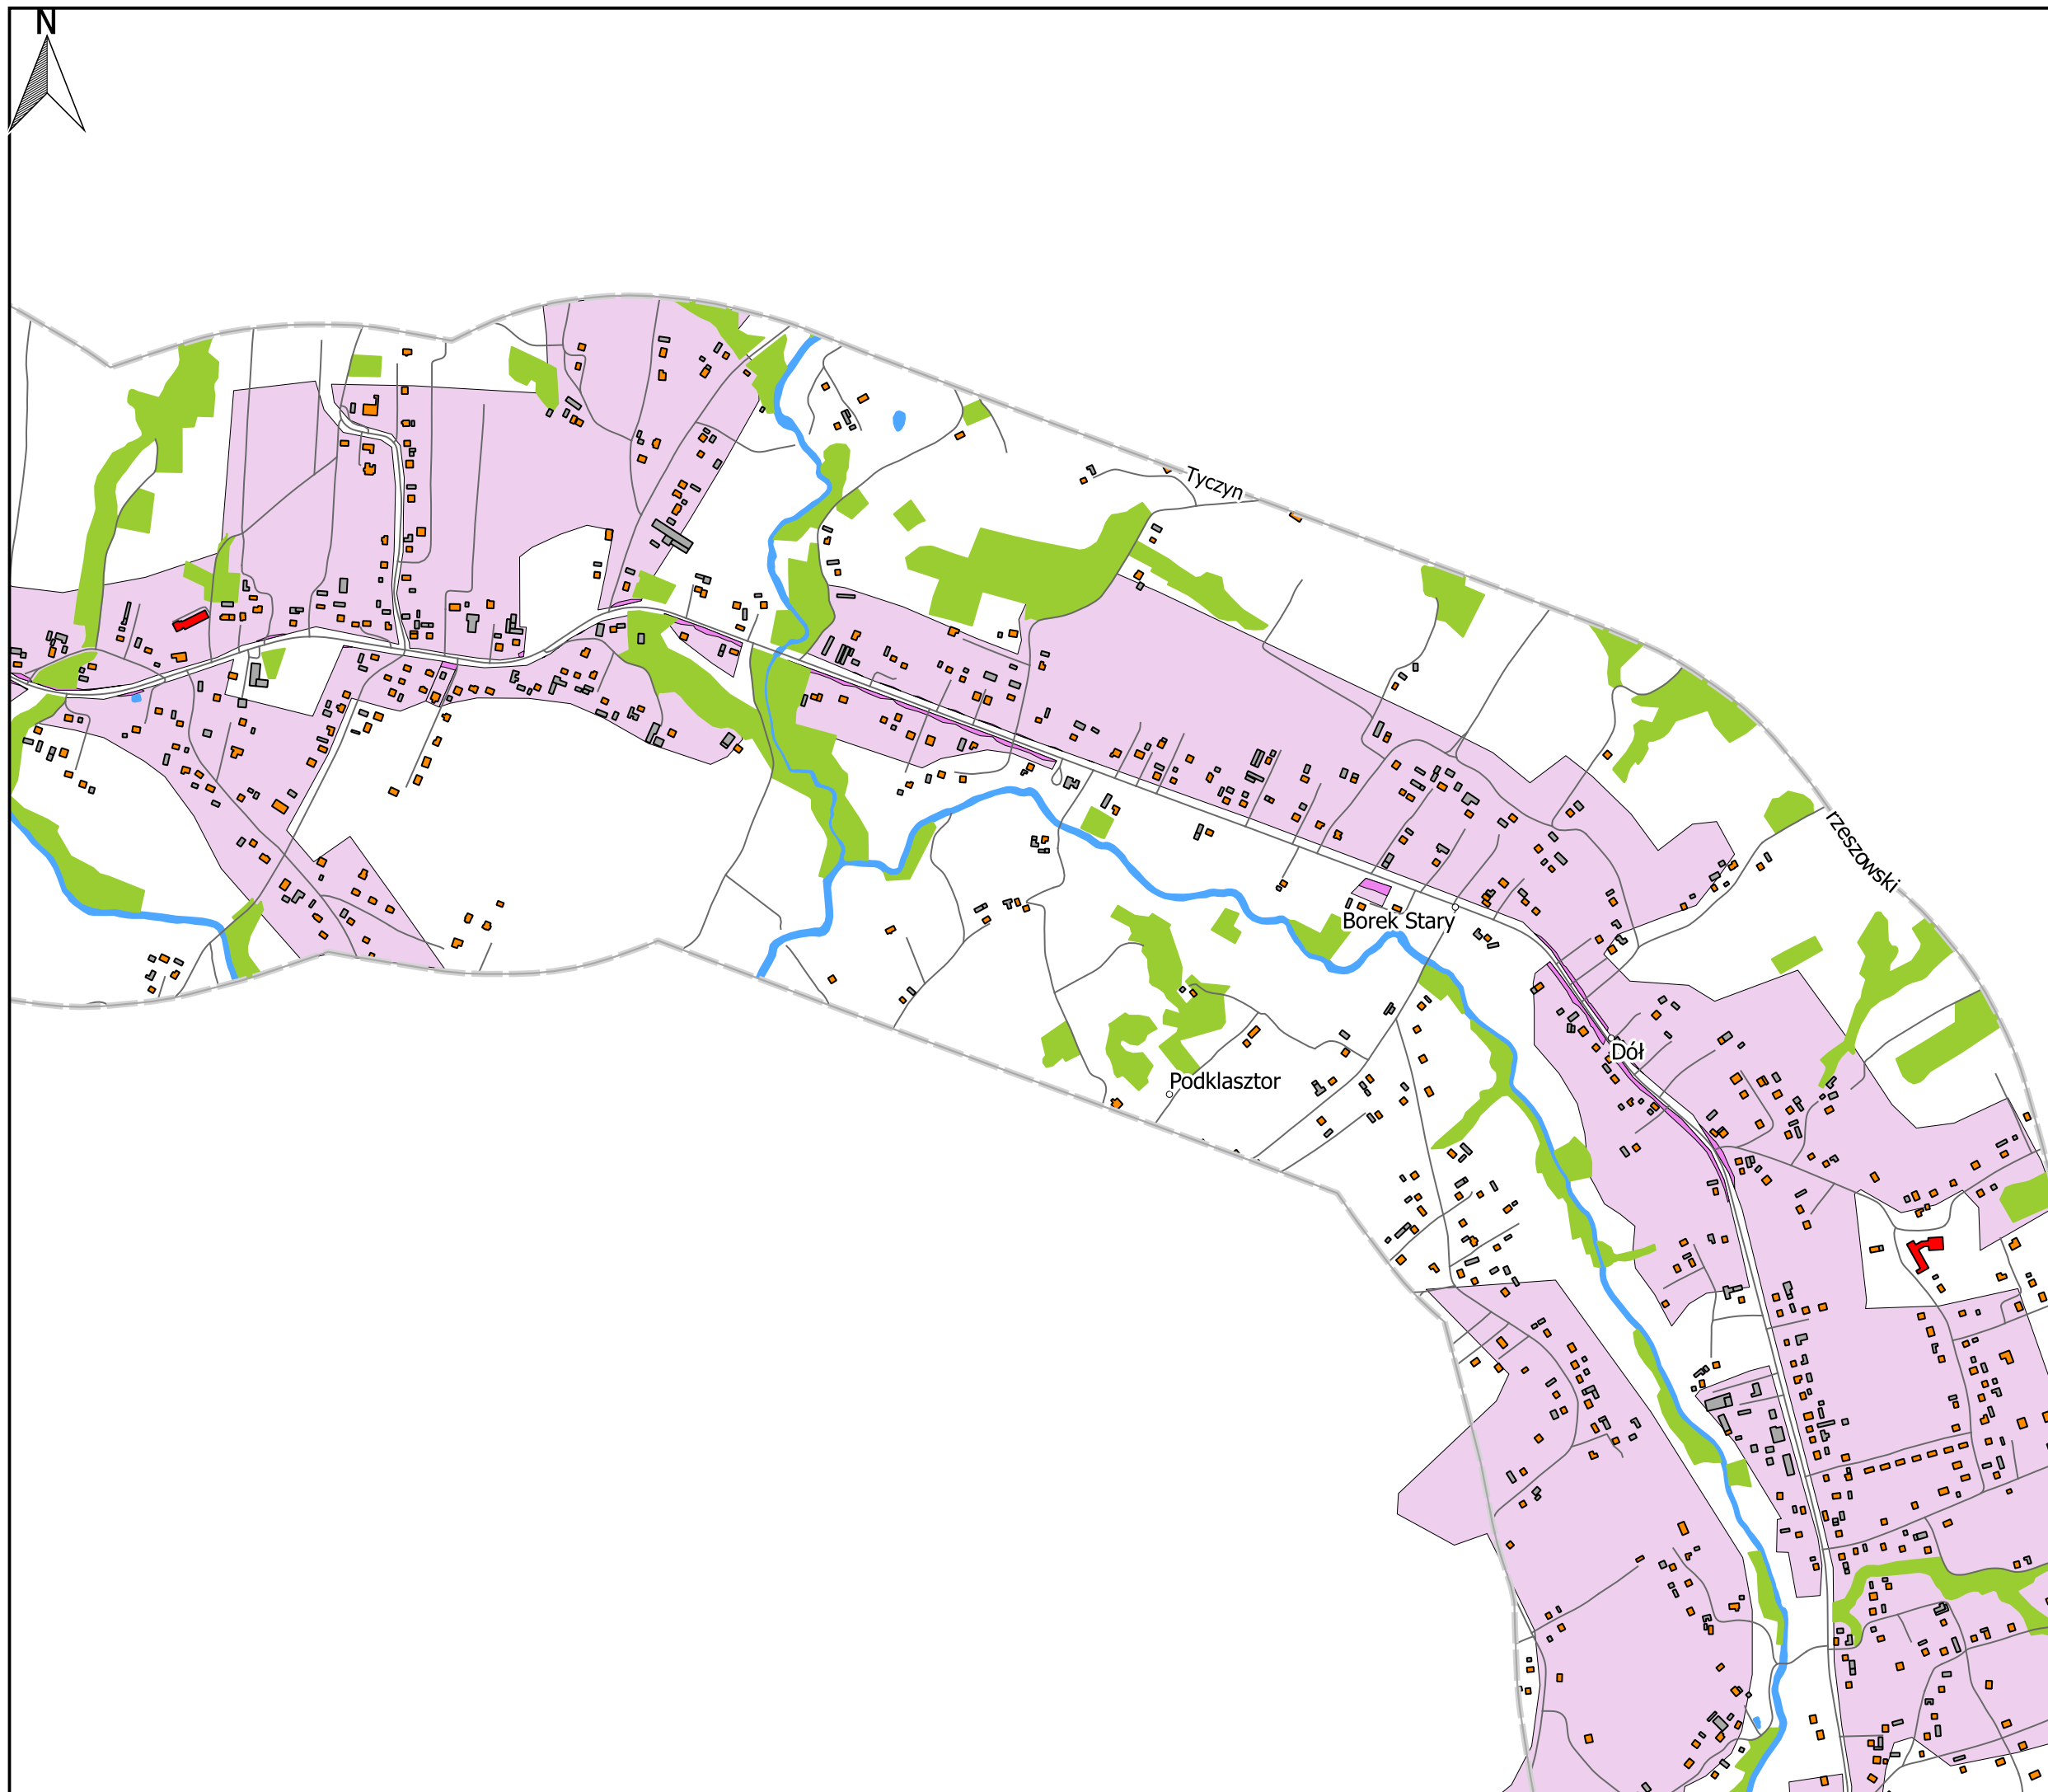 N
Tyczyn
rzeszowski
Borek Stary
Dół
Podklasztor